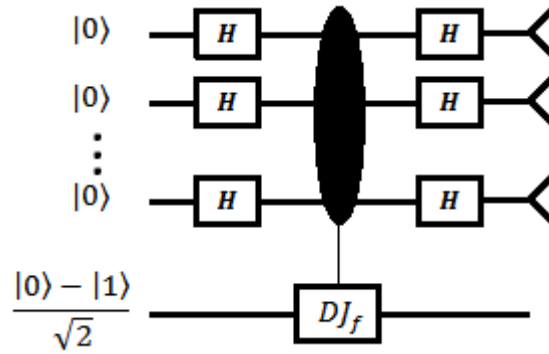 |0⟩ H H
|0⟩ H H
⋮
|0⟩ H H
|0⟩ − |1⟩
√2
DJ_f